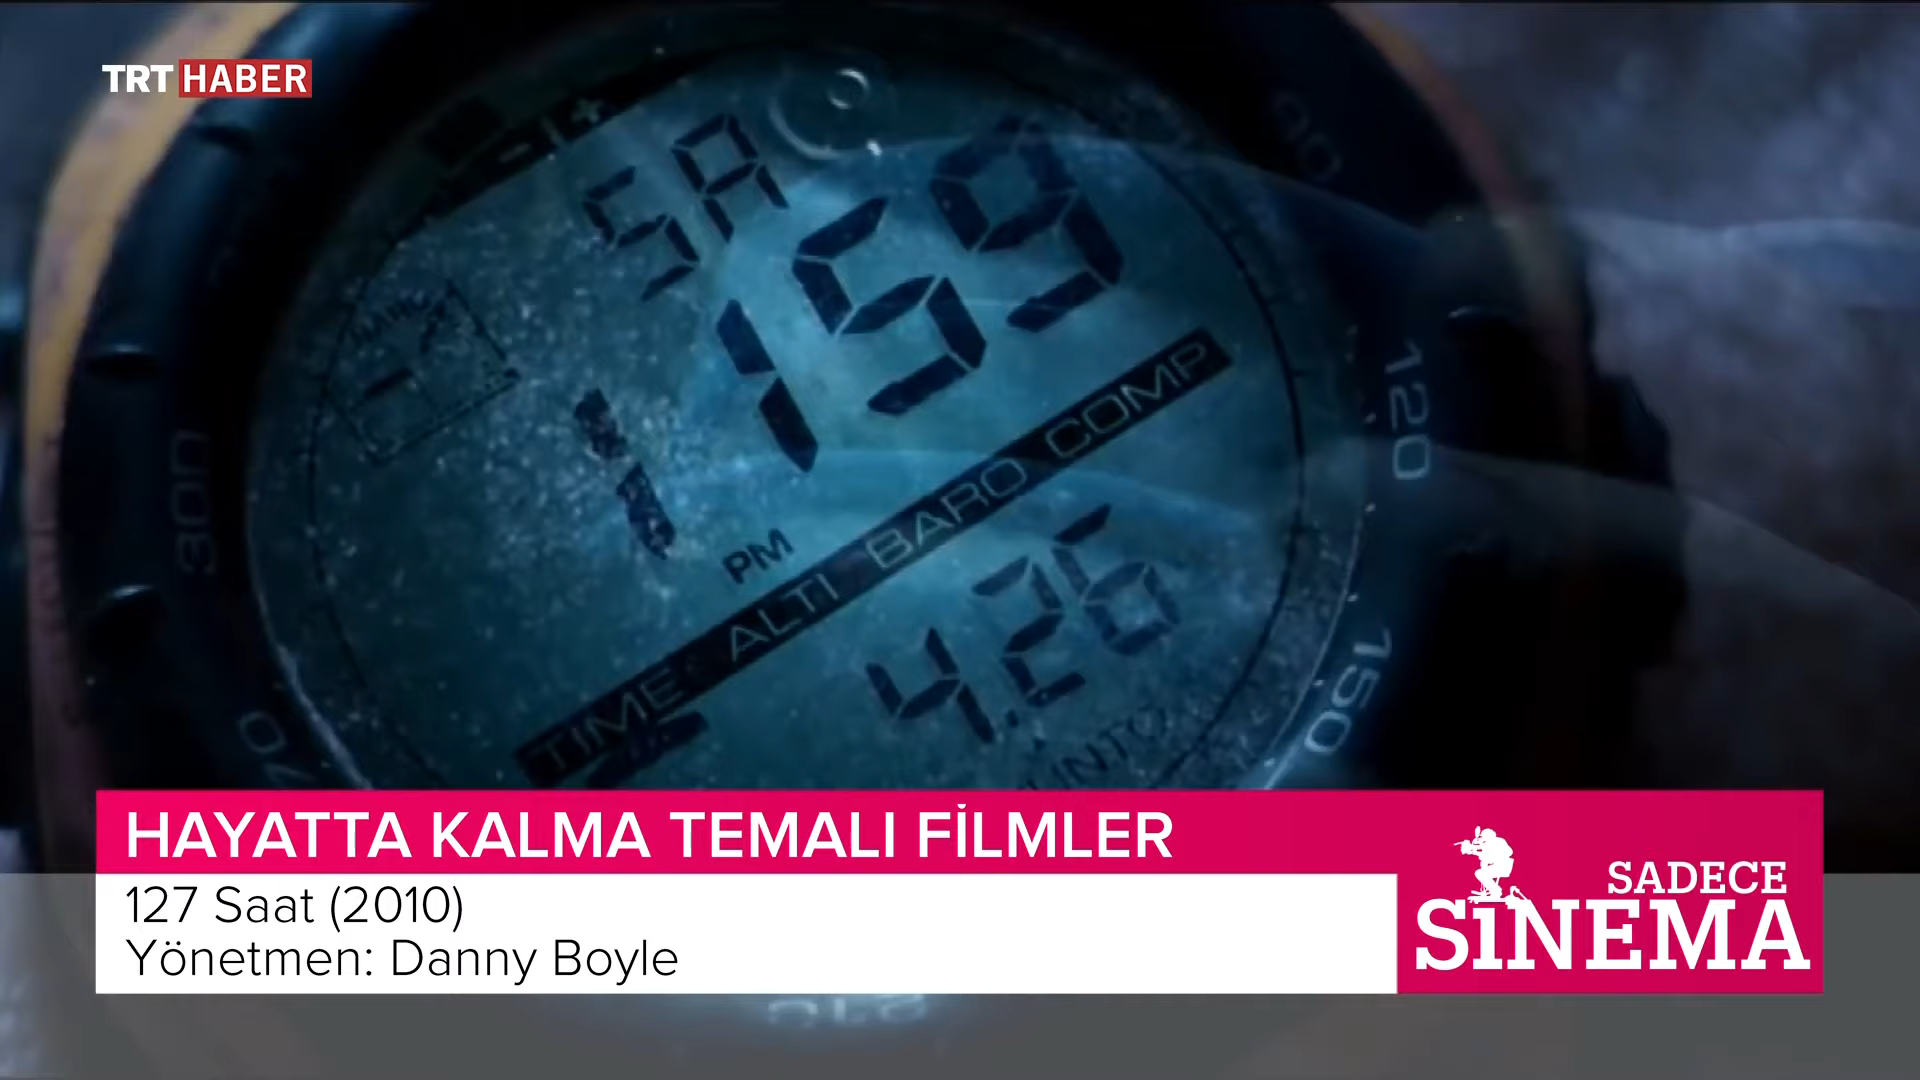 TRT HABER
SA
11 59
PM
TIME ALTI BARO COMP
4.26
120
150
300
HAYATTA KALMA TEMALI FİLMLER
127 Saat (2010)
Yönetmen: Danny Boyle
SADECE
SİNEMA